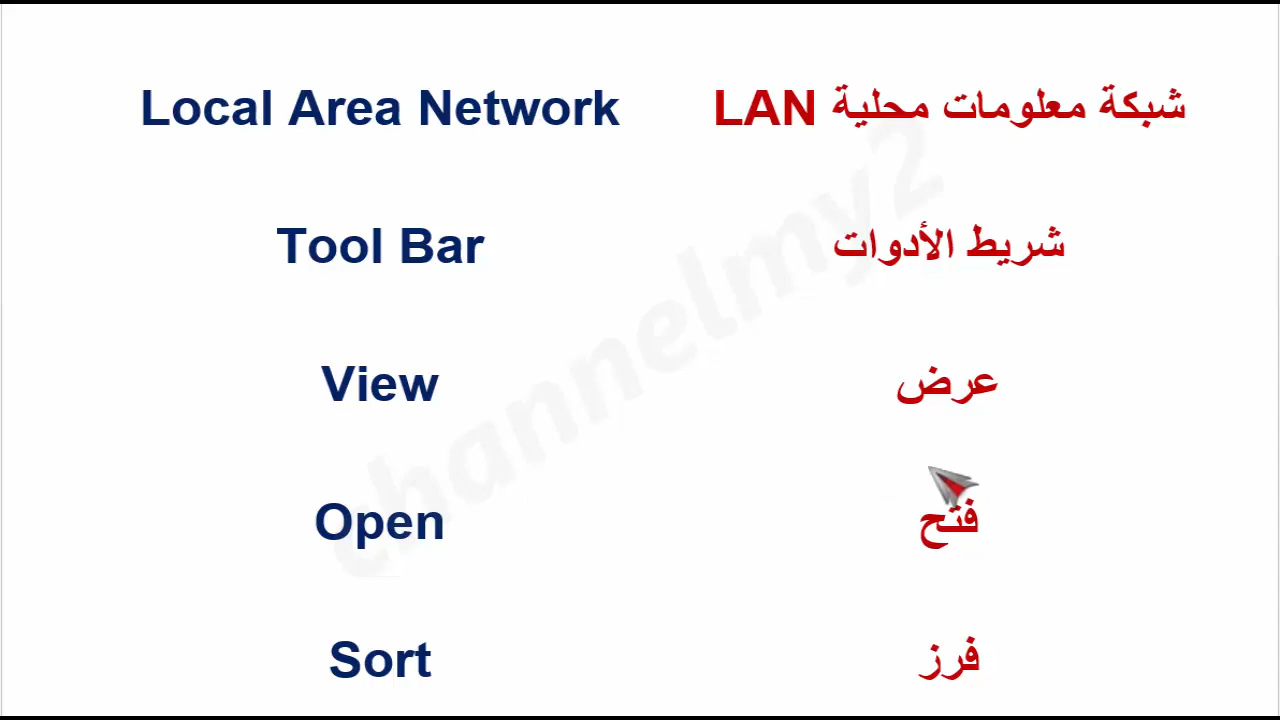 Local Area Network
شبكة معلومات محلية LAN
Tool Bar
شريط الأدوات
View
عرض
Open
فتح
Sort
فرز
channelmy2